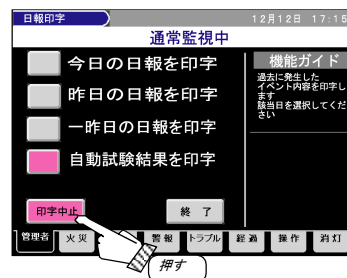 日報印字
12月12日 17:15
通常監視中
今日の日報を印字
昨日の日報を印字
一昨日の日報を印字
自動試験結果を印字
機能ガイド
過去に発生した
イベント内容を印字し
ます
該当日を選択してくだ
さい
印字中止
終 了
管理者
火 災
警 報
トラブル
経 過
操 作
消 灯
押す